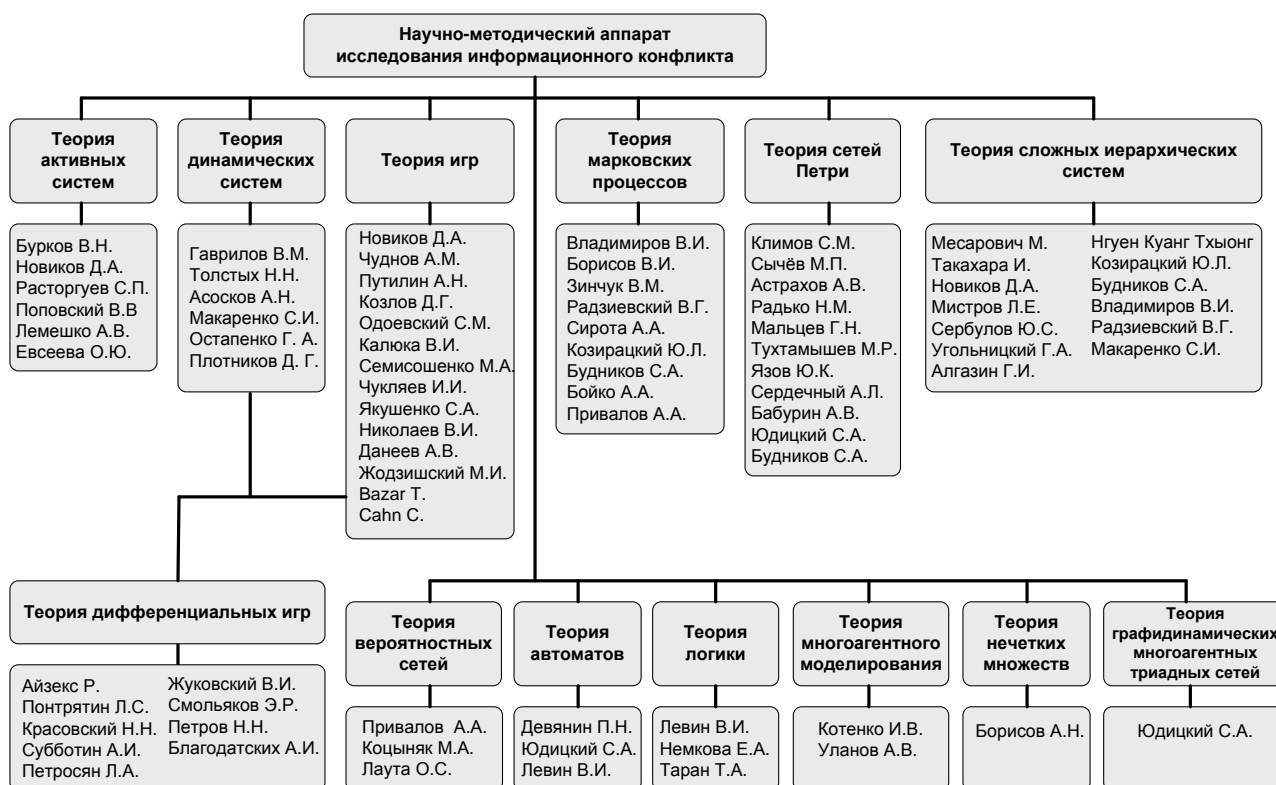 Научно-методический аппарат
исследования информационного конфликта
Теория
активных
систем
Бурков В.Н.
Новиков Д.А.
Расторгуев С.П.
Поповский В.В
Лемешко А.В.
Евсеева О.Ю.
Теория
динамических
систем
Гаврилов В.М.
Толстых Н.Н.
Асосков А.Н.
Макаренко С.И.
Остапенко Г. А.
Плотников Д. Г.
Теория игр
Новиков Д.А.
Чуднов А.М.
Путилин А.Н.
Козлов Д.Г.
Одоевский С.М.
Калюка В.И.
Семисошенко М.А.
Чукляев И.И.
Якушенко С.А.
Николаев В.И.
Данеев А.В.
Жодзишский М.И.
Bazar T.
Cahn C.
Теория
марковских
процессов
Владимиров В.И.
Борисов В.И.
Зинчук В.М.
Радзиевский В.Г.
Сирота А.А.
Козирацкий Ю.Л.
Будников С.А.
Бойко А.А.
Привалов А.А.
Теория сетей
Петри
Климов С.М.
Сычёв М.П.
Астрахов А.В.
Радько Н.М.
Мальцев Г.Н.
Тухтамышев М.Р.
Язов Ю.К.
Сердечный А.Л.
Бабурин А.В.
Юдицкий С.А.
Будников С.А.
Теория сложных иерархических
систем
Месарович М.
Такахара И.
Новиков Д.А.
Мистров Л.Е.
Сербулов Ю.С.
Угольницкий Г.А.
Алгазин Г.И.
Нгуен Куанг Тхыонг
Козирацкий Ю.Л.
Будников С.А.
Владимиров В.И.
Радзиевский В.Г.
Макаренко С.И.
Теория дифференциальных игр
Айзекс Р.
Понтрятин Л.С.
Красовский Н.Н.
Субботин А.И.
Петросян Л.А.
Жуковский В.И.
Смольяков Э.Р.
Петров Н.Н.
Благодатских А.И.
Теория
вероятностных
сетей
Привалов А.А.
Коцыняк М.А.
Лаута О.С.
Теория
автоматов
Девянин П.Н.
Юдицкий С.А.
Левин В.И.
Теория
логики
Левин В.И.
Немкова Е.А.
Таран Т.А.
Теория
многоагентного
моделирования
Котенко И.В.
Уланов А.В.
Теория
нечетких
множеств
Борисов А.Н.
Теория
графидинамических
многоагентных
триадных сетей
Юдицкий С.А.